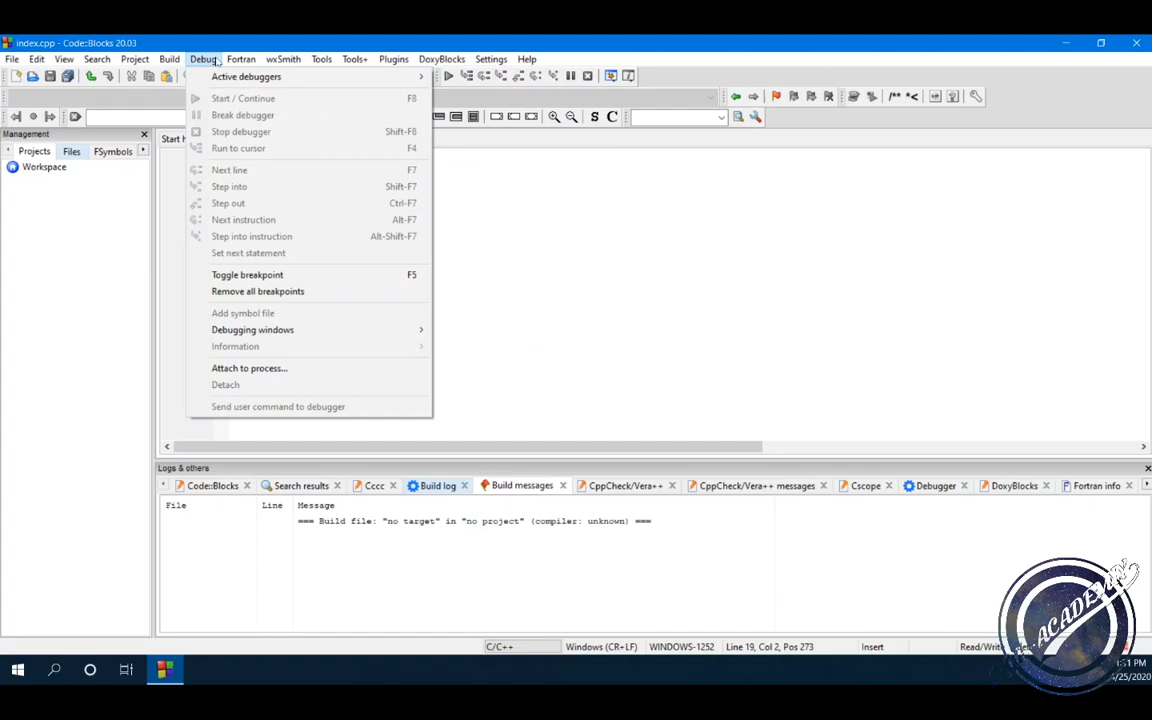 index.cpp - Code::Blocks 20.03
File Edit View Search Project Build Debug Fortran wxSmith Tools Tools+ Plugins DoxyBlocks Settings Help
Active debuggers
Start / Continue F8
Break debugger
Stop debugger Shift-F8
Run to cursor F4
Next line F7
Step into Shift-F7
Step out Ctrl-F7
Next instruction Alt-F7
Step into instruction Alt-Shift-F7
Set next statement
Toggle breakpoint F5
Remove all breakpoints
Add symbol file
Debugging windows
Information
Attach to process...
Detach
Send user command to debugger
/** *<
S C
Management
Start h
Projects Files FSymbols
Workspace
Logs & others
Code::Blocks Search results Cccc Build log Build messages CppCheck/Vera++ CppCheck/Vera++ messages Cscope Debugger DoxyBlocks Fortran info
File Line Message
=== Build file: "no target" in "no project" (compiler: unknown) ===
C/C++ Windows (CR+LF) WINDOWS-1252 Line 19, Col 2, Pos 273 Insert
ACADEMY